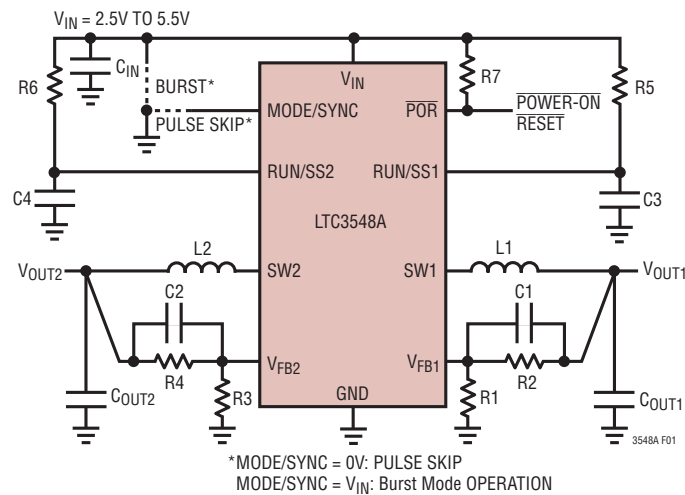 V_IN = 2.5V TO 5.5V
R6
C_IN
BURST*
PULSE SKIP*
V_IN
R7
R5
MODE/SYNC
POR
POWER-ON
RESET
RUN/SS2
RUN/SS1
C4
C3
LTC3548A
V_OUT2
L2
SW2
SW1
L1
V_OUT1
C2
C1
V_FB2
V_FB1
R4
R3
R1
R2
C_OUT2
GND
C_OUT1
3548A F01
*MODE/SYNC = 0V: PULSE SKIP
MODE/SYNC = V_IN: Burst Mode OPERATION